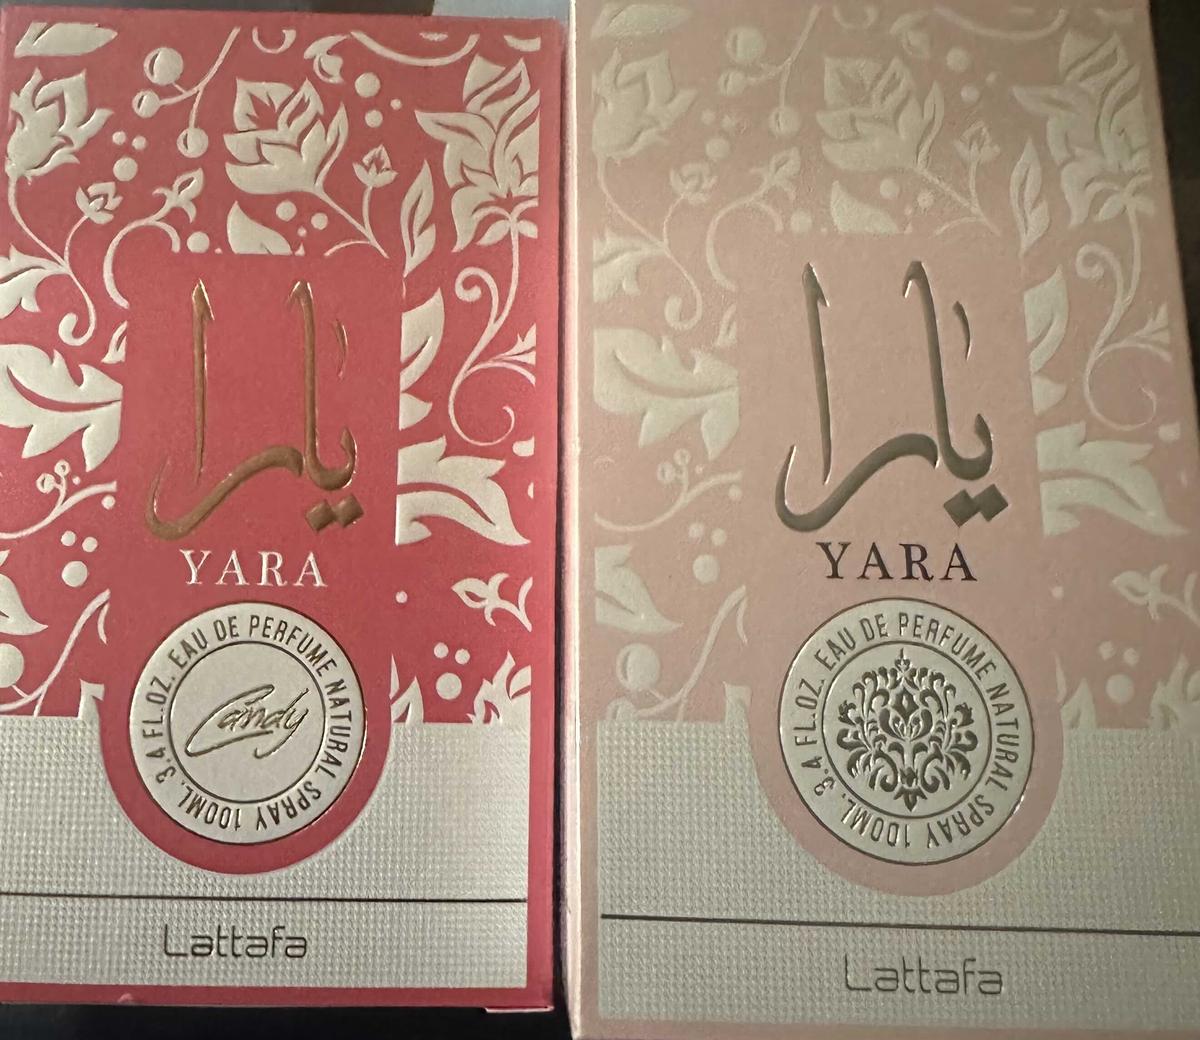 يارا
YARA
EAU DE PERFUME NATURAL SPRAY 100ML. 3.4 FL.OZ.
Candy
Lattafa
يارا
YARA
EAU DE PERFUME NATURAL SPRAY 100ML. 3.4 FL.OZ.
Lattafa